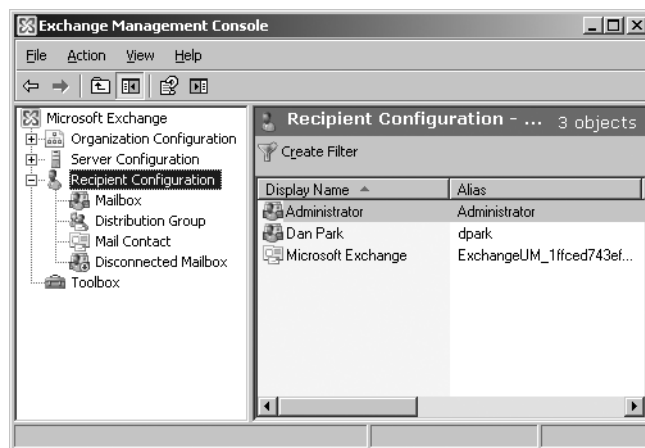 Exchange Management Console
File Action View Help
Microsoft Exchange
Organization Configuration
Server Configuration
Recipient Configuration
Mailbox
Distribution Group
Mail Contact
Disconnected Mailbox
Toolbox
Recipient Configuration - ... 3 objects
Create Filter
Display Name Alias
Administrator Administrator
Dan Park dpark
Microsoft Exchange ExchangeUM_1ffced743ef...